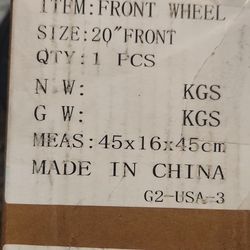 ITEM: FRONT WHEEL
SIZE: 20"FRONT
QTY: 1 PCS
N W: KGS
G W: KGS
MEAS: 45x16x45cm
MADE IN CHINA
G2-USA-3